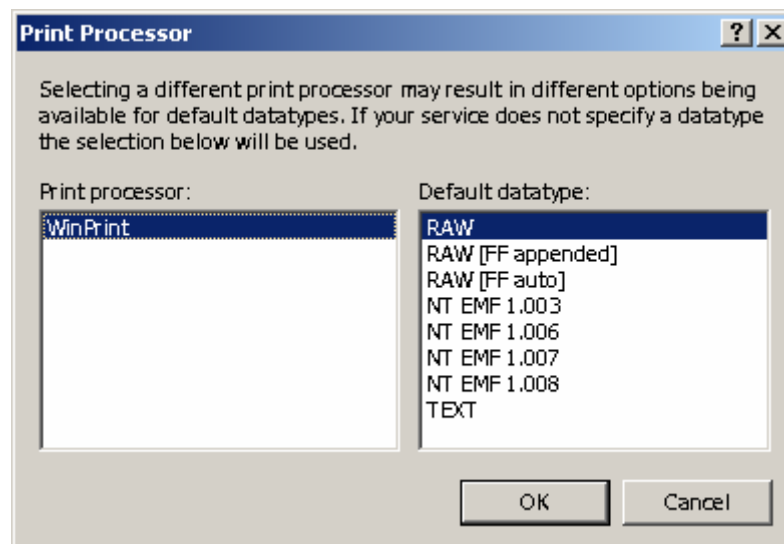 Print Processor
Selecting a different print processor may result in different options being
available for default datatypes. If your service does not specify a datatype
the selection below will be used.
Print processor:
WinPrint
Default datatype:
RAW
RAW [FF appended]
RAW [FF auto]
NT EMF 1.003
NT EMF 1.006
NT EMF 1.007
NT EMF 1.008
TEXT
OK
Cancel